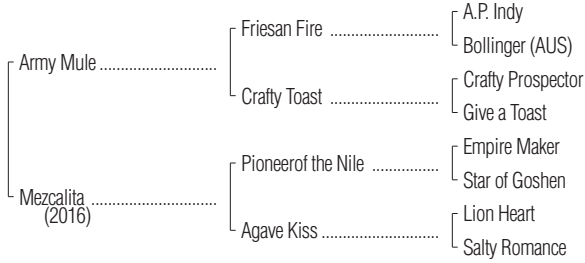 Army Mule
Mezcalita
(2016)
Friesan Fire
Crafty Toast
Pioneerof the Nile
Agave Kiss
A.P. Indy
Bollinger (AUS)
Crafty Prospector
Give a Toast
Empire Maker
Star of Goshen
Lion Heart
Salty Romance